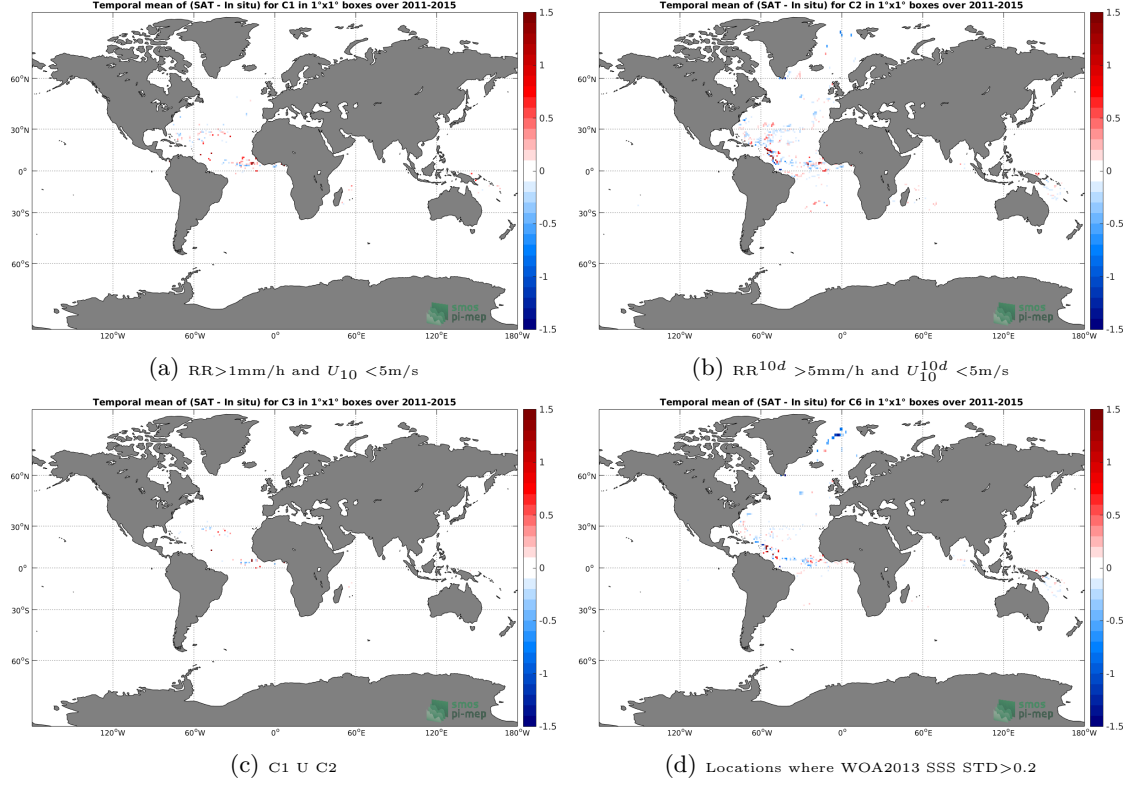 Temporal mean of (SAT - In situ) for C1 in 1°x1° boxes over 2011-2015
1.5
1
0.5
0
-0.5
-1
-1.5
60°N
30°N
0°
30°S
60°S
120°W
60°W
0°
60°E
120°E
180°W
smos
pi-mep
(a) RR>1mm/h and U10 <5m/s
Temporal mean of (SAT - In situ) for C2 in 1°x1° boxes over 2011-2015
1.5
1
0.5
0
-0.5
-1
-1.5
60°N
30°N
0°
30°S
60°S
120°W
60°W
0°
60°E
120°E
180°W
smos
pi-mep
(b) RR^10d >5mm/h and U10^10d <5m/s
Temporal mean of (SAT - In situ) for C3 in 1°x1° boxes over 2011-2015
1.5
1
0.5
0
-0.5
-1
-1.5
60°N
30°N
0°
30°S
60°S
120°W
60°W
0°
60°E
120°E
180°W
smos
pi-mep
(c) C1 U C2
Temporal mean of (SAT - In situ) for C6 in 1°x1° boxes over 2011-2015
1.5
1
0.5
0
-0.5
-1
-1.5
60°N
30°N
0°
30°S
60°S
120°W
60°W
0°
60°E
120°E
180°W
smos
pi-mep
(d) Locations where WOA2013 SSS STD>0.2